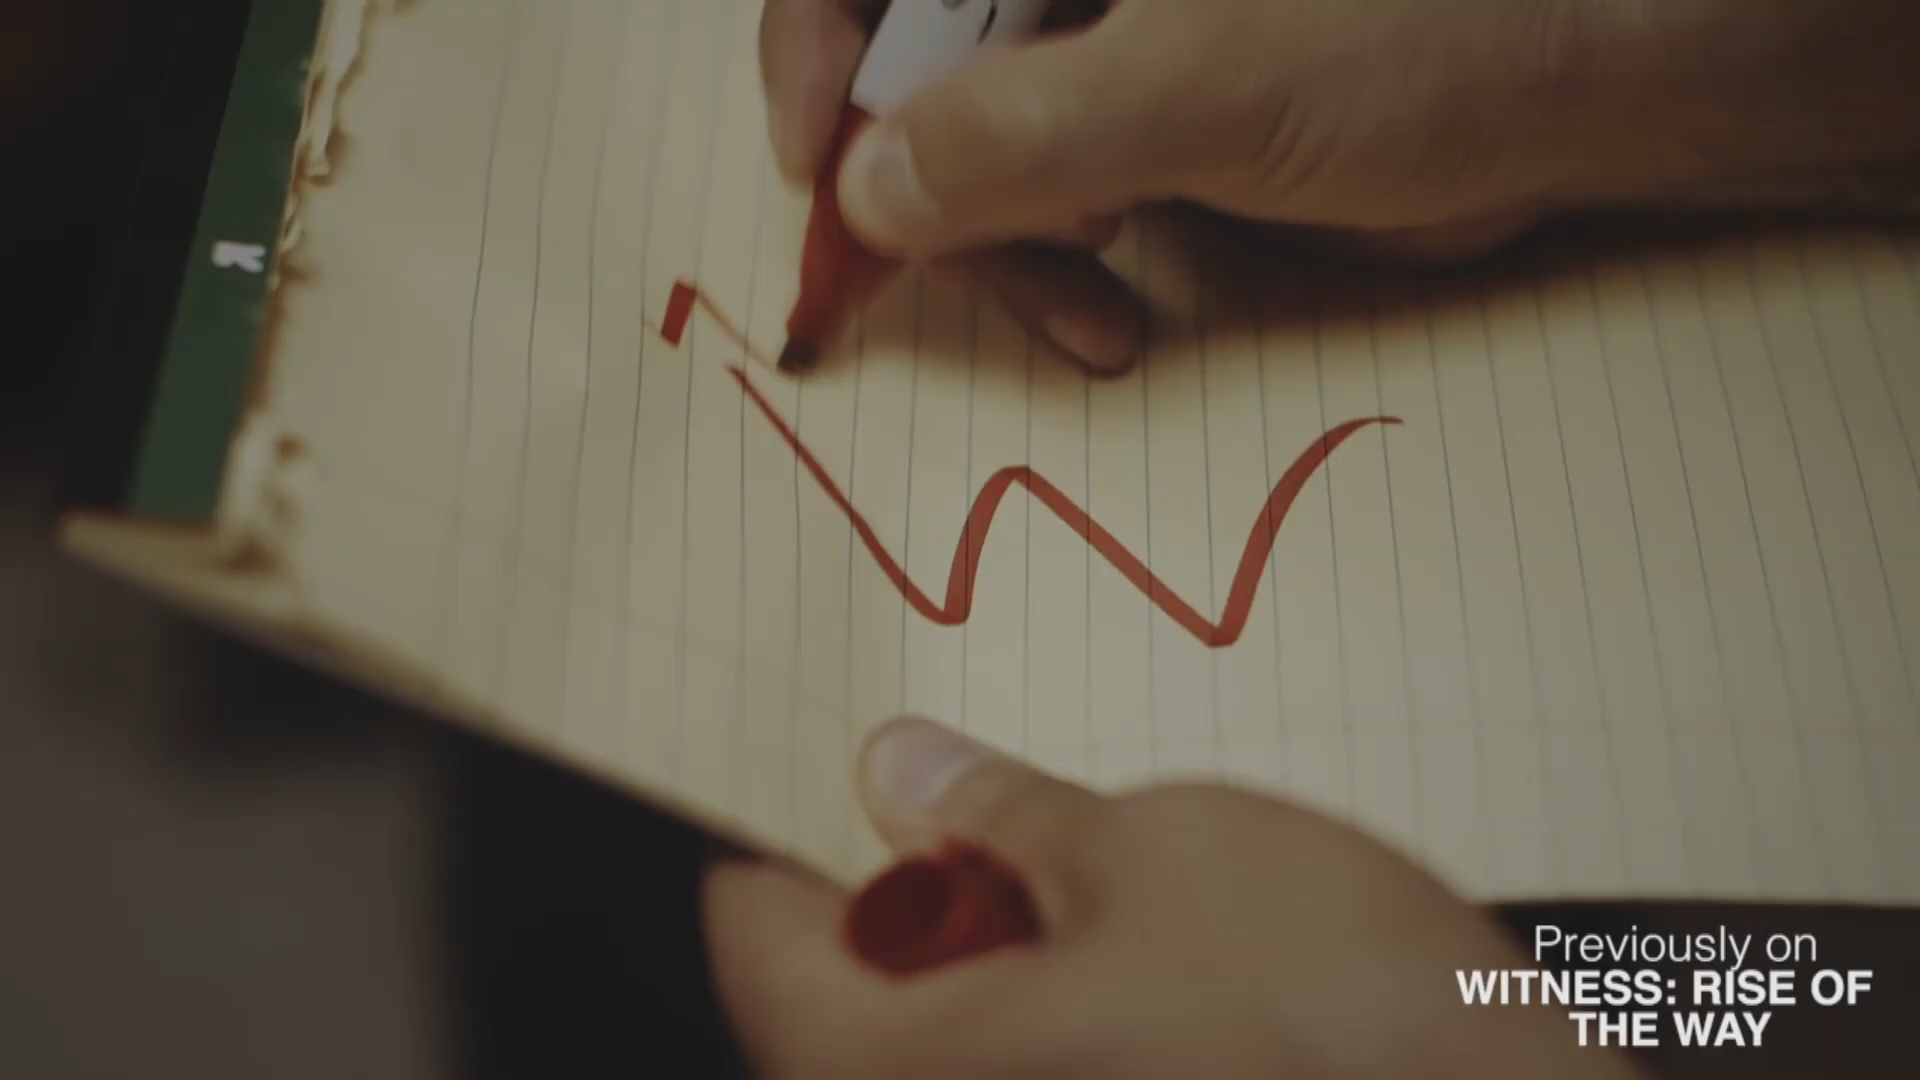 W
K
Previously on
WITNESS: RISE OF
THE WAY